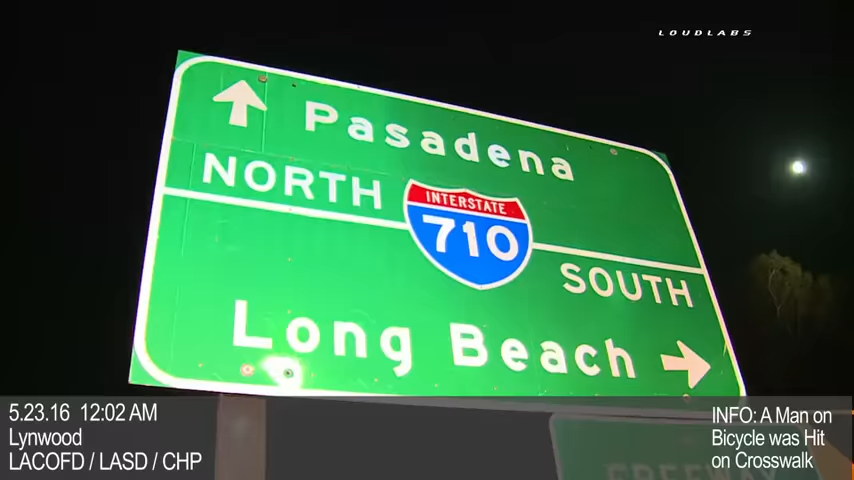 LOUDLABS
Pasadena
NORTH
INTERSTATE
710
SOUTH
Long Beach
5.23.16 12:02 AM
Lynwood
LACOFD / LASD / CHP
INFO: A Man on
Bicycle was Hit
on Crosswalk
FREEWAY